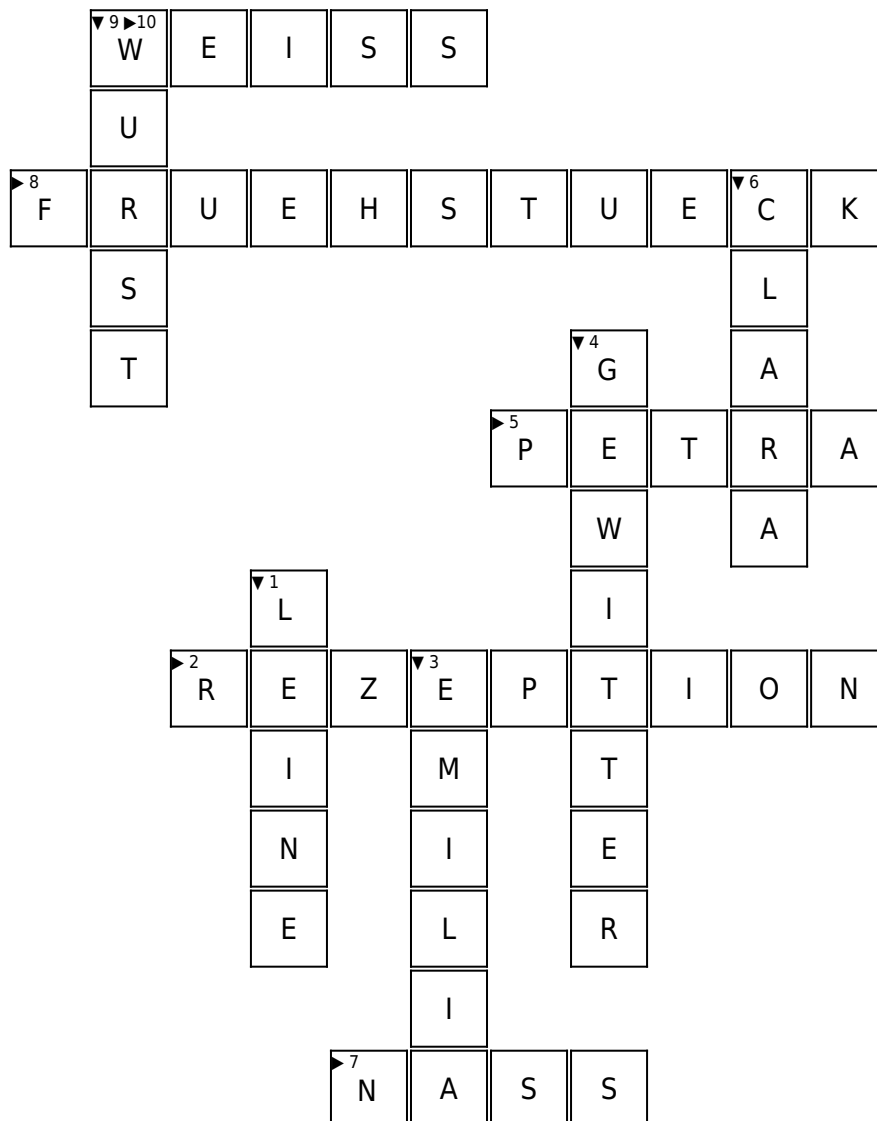 ▼ 9 ▶10
W E I S S
U
▶ 8 ▼ 6
F R U E H S T U E C K
S L
▼ 4
T G A
▶ 5
P E T R A
W A
▼ 1
L I
▶ 2 ▼ 3
R E Z E P T I O N
I M T
N I E
E L R
I
▶ 7
N A S S